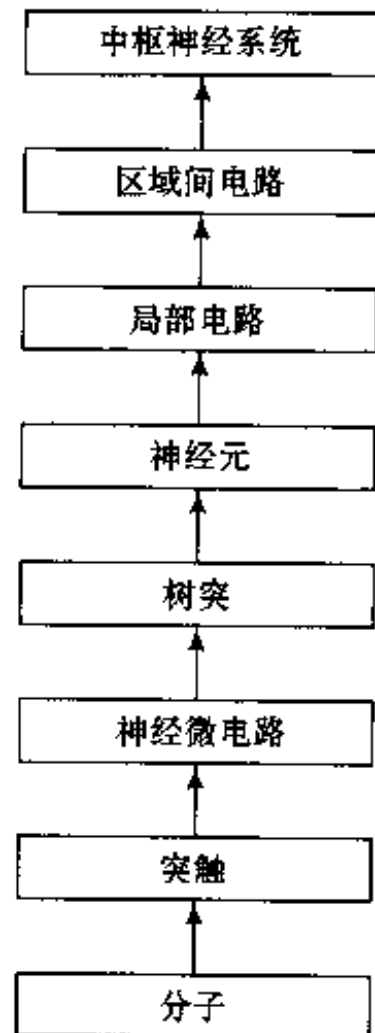 中枢神经系统
区域间电路
局部电路
神经元
树突
神经微电路
突触
分子